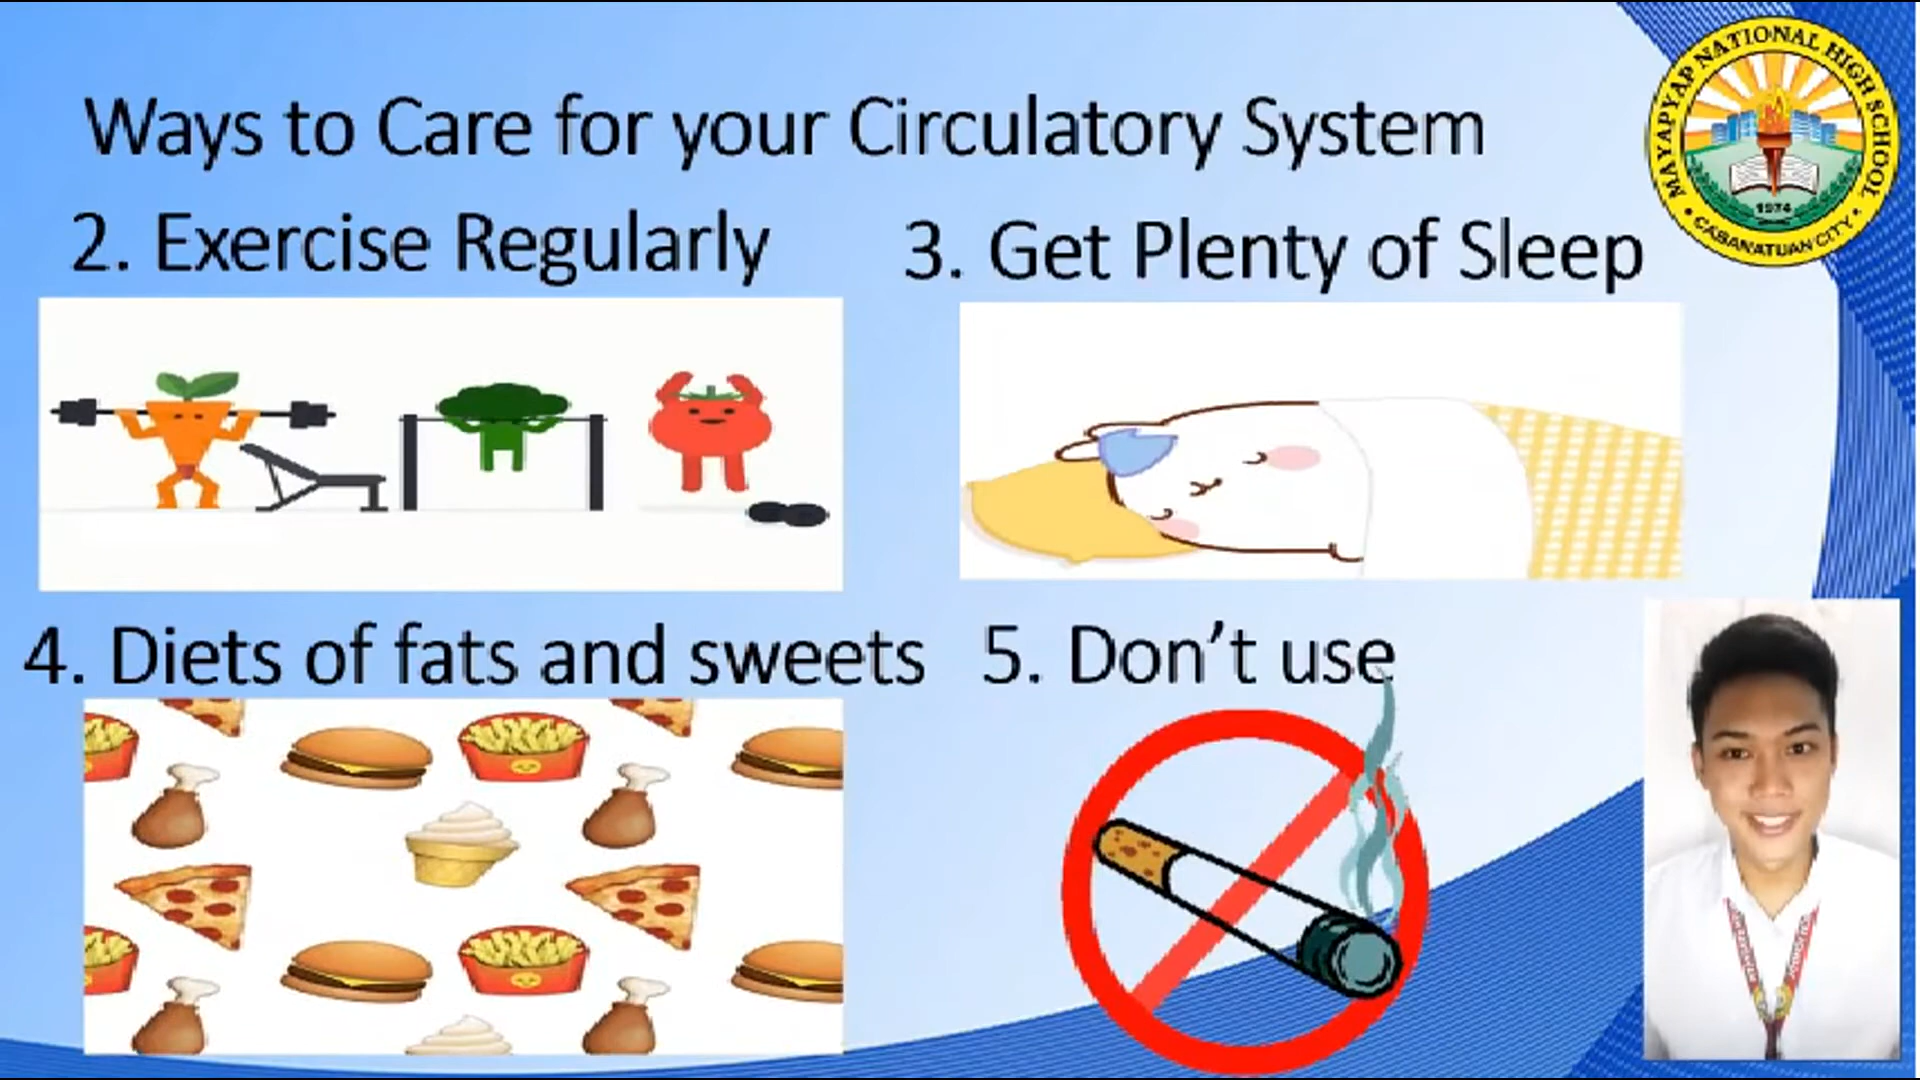 Ways to Care for your Circulatory System
2. Exercise Regularly
3. Get Plenty of Sleep
4. Diets of fats and sweets
5. Don't use
MAYAPYAP NATIONAL HIGH SCHOOL
1974
• CABANATUAN CITY •